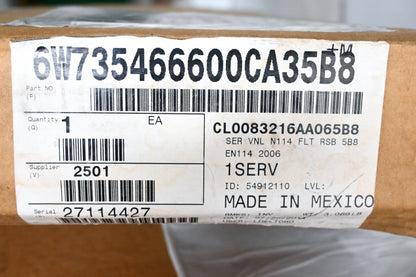 +M
6W735466600CA35B8
Part NO
(P)
Quantity
(Q)
1
EA
CL0083216AA065B8
SER VNL N114 FLT RSB 5B8
EN114 2006
Supplier
(V)
2501
1SERV
ID: 54912110 LVL:
MADE IN MEXICO
Serial
27114427